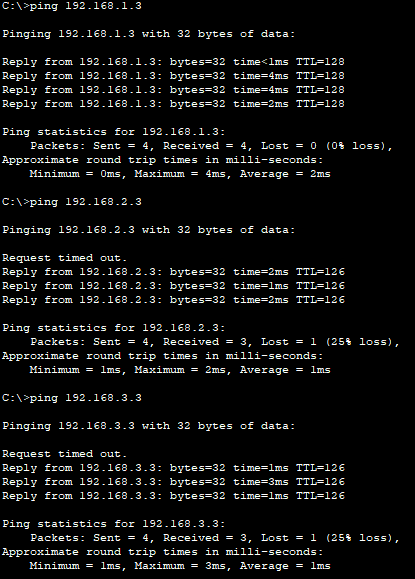 C:\>ping 192.168.1.3
Pinging 192.168.1.3 with 32 bytes of data:
Reply from 192.168.1.3: bytes=32 time<1ms TTL=128
Reply from 192.168.1.3: bytes=32 time=4ms TTL=128
Reply from 192.168.1.3: bytes=32 time=4ms TTL=128
Reply from 192.168.1.3: bytes=32 time=2ms TTL=128
Ping statistics for 192.168.1.3:
    Packets: Sent = 4, Received = 4, Lost = 0 (0% loss),
Approximate round trip times in milli-seconds:
    Minimum = 0ms, Maximum = 4ms, Average = 2ms
C:\>ping 192.168.2.3
Pinging 192.168.2.3 with 32 bytes of data:
Request timed out.
Reply from 192.168.2.3: bytes=32 time=2ms TTL=126
Reply from 192.168.2.3: bytes=32 time=1ms TTL=126
Reply from 192.168.2.3: bytes=32 time=2ms TTL=126
Ping statistics for 192.168.2.3:
    Packets: Sent = 4, Received = 3, Lost = 1 (25% loss),
Approximate round trip times in milli-seconds:
    Minimum = 1ms, Maximum = 2ms, Average = 1ms
C:\>ping 192.168.3.3
Pinging 192.168.3.3 with 32 bytes of data:
Request timed out.
Reply from 192.168.3.3: bytes=32 time=1ms TTL=126
Reply from 192.168.3.3: bytes=32 time=3ms TTL=126
Reply from 192.168.3.3: bytes=32 time=1ms TTL=126
Ping statistics for 192.168.3.3:
    Packets: Sent = 4, Received = 3, Lost = 1 (25% loss),
Approximate round trip times in milli-seconds:
    Minimum = 1ms, Maximum = 3ms, Average = 1ms